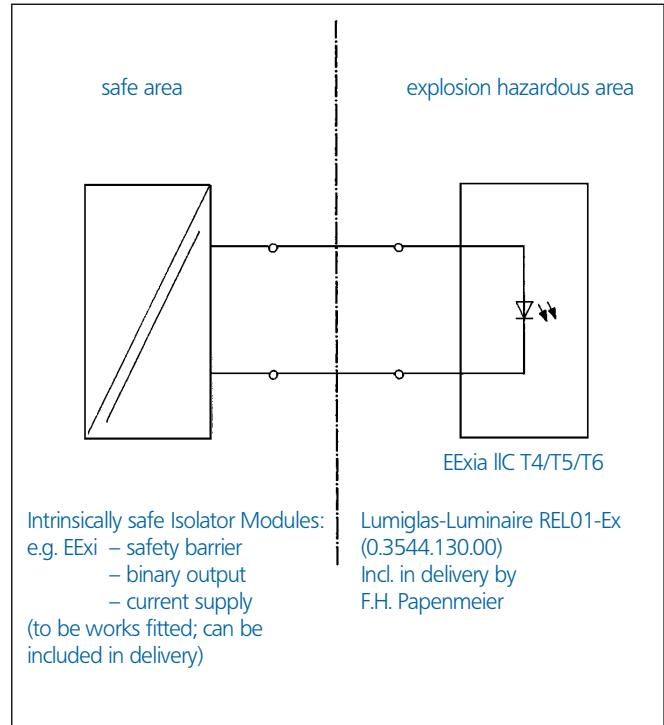 safe area
explosion hazardous area
EExia llC T4/T5/T6
Intrinsically safe Isolator Modules:
e.g. EExi – safety barrier
– binary output
– current supply
(to be works fitted; can be
included in delivery)
Lumiglas-Luminaire REL01-Ex
(0.3544.130.00)
Incl. in delivery by
F.H. Papenmeier